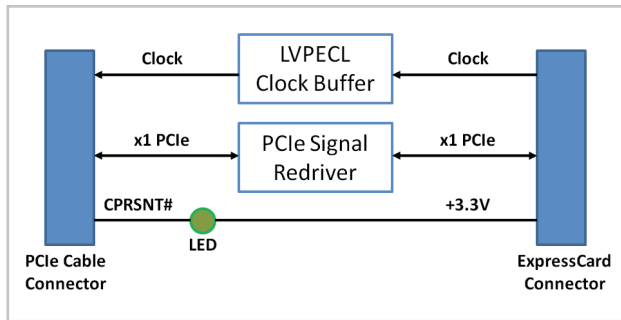 LVPECL
Clock Buffer
Clock
Clock
x1 PCIe
PCIe Signal
Redriver
x1 PCIe
CPRSNT#
+3.3V
LED
PCIe Cable
Connector
ExpressCard
Connector